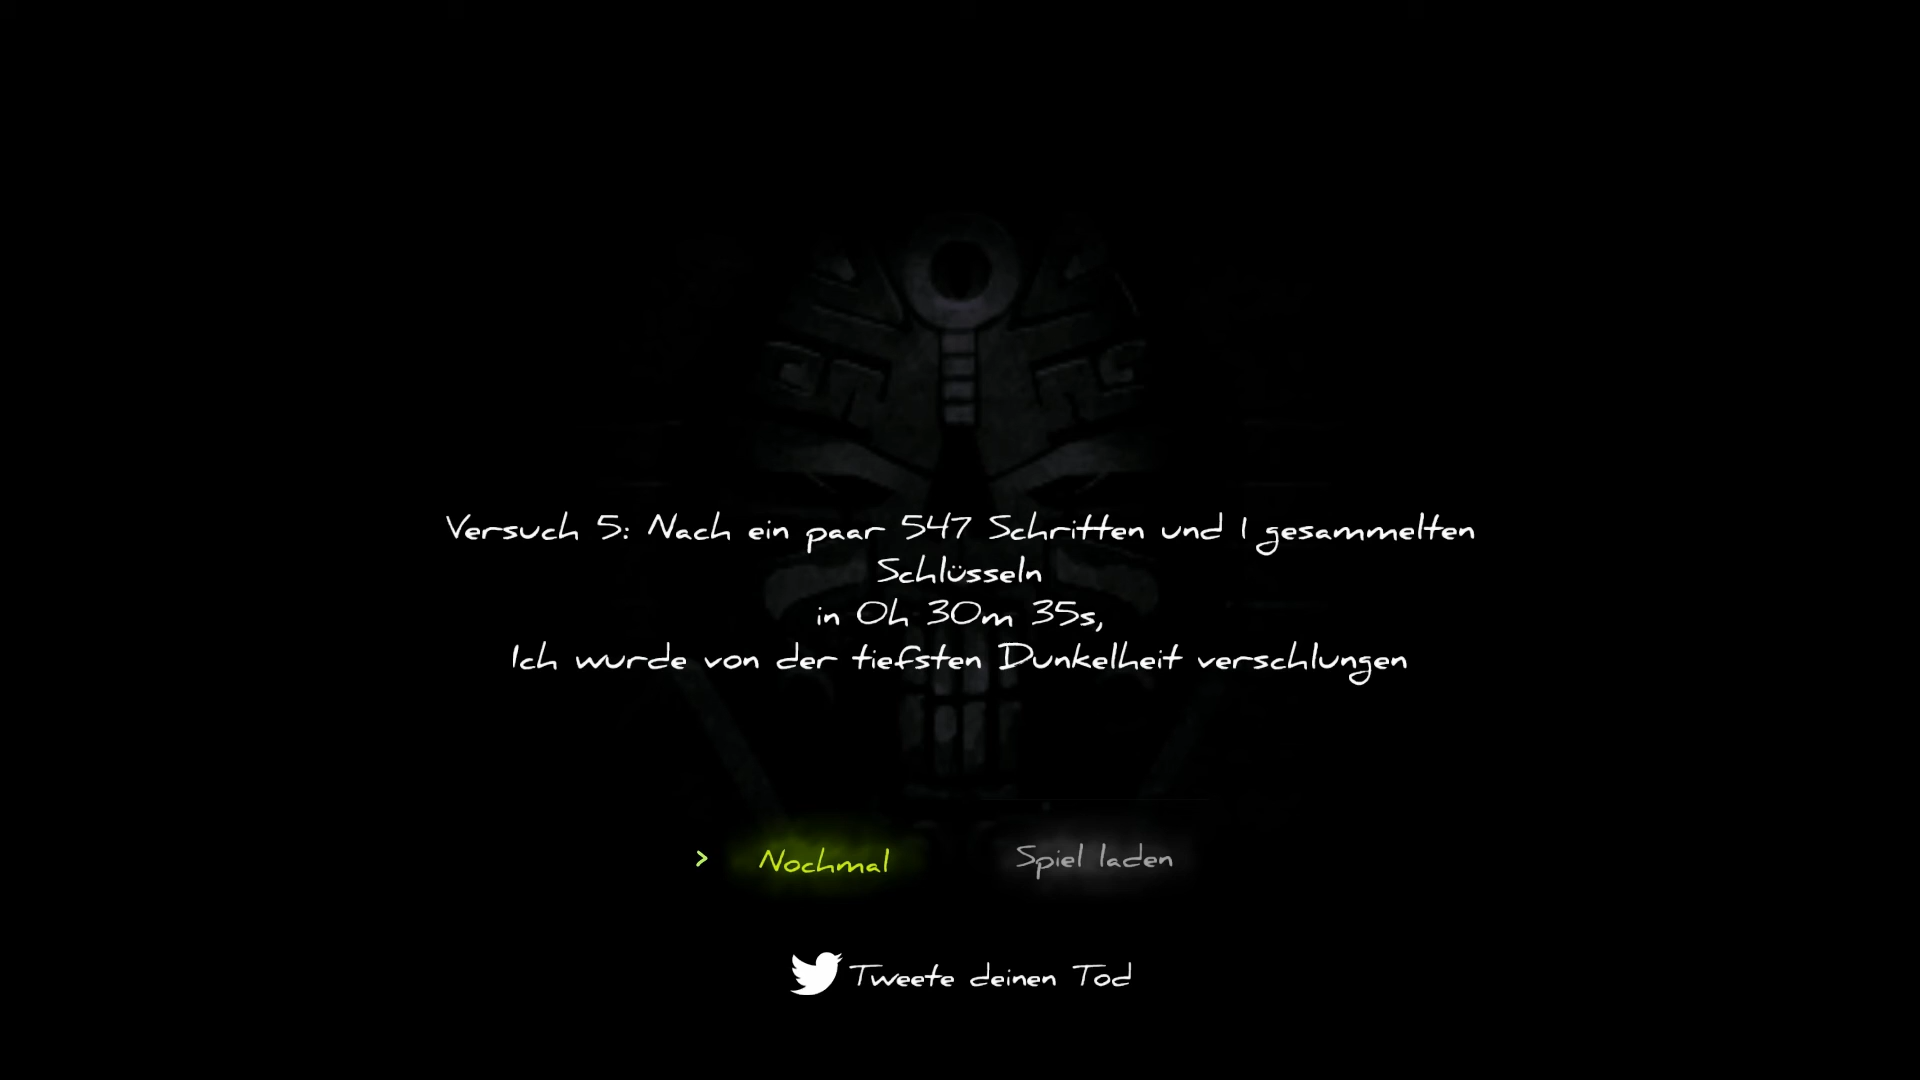 Versuch 5: Nach ein paar 547 Schritten und 1 gesammelten
Schlüsseln
in 0h 30m 35s,
Ich wurde von der tiefsten Dunkelheit verschlungen
> Nochmal
Spiel laden
Tweete deinen Tod